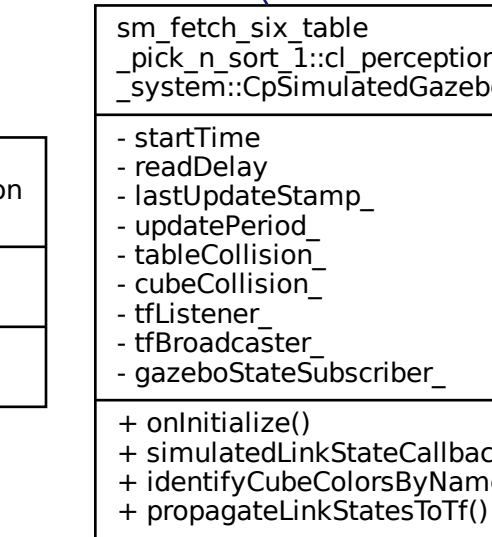 sm_fetch_six_table
_pick_n_sort_1::cl_perception
_system::CpSimulatedGazebo
- startTime
- readDelay
- lastUpdateStamp_
- updatePeriod_
- tableCollision_
- cubeCollision_
- tfListener_
- tfBroadcaster_
- gazeboStateSubscriber_
+ onInitialize()
+ simulatedLinkStateCallbac
+ identifyCubeColorsByName
+ propagateLinkStatesToTf()
on